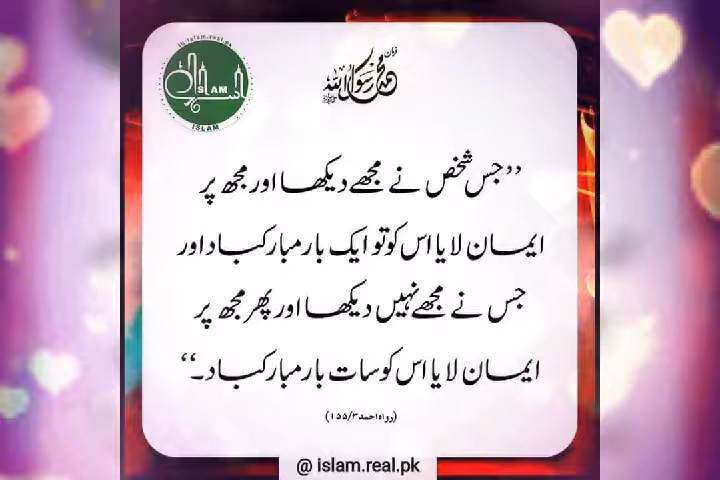 فرمان محمد رسول اللہ ﷺ
ISLAM
ISLAM
”جس شخص نے مجھے دیکھا اور مجھ پر
ایمان لایا اس کو تو ایک بار مبارکباد اور
جس نے مجھے نہیں دیکھا اور پھر مجھ پر
ایمان لایا اس کو سات بار مبارکباد۔“
(رواہ احمد ۱۵۵/۳)
@ islam.real.pk